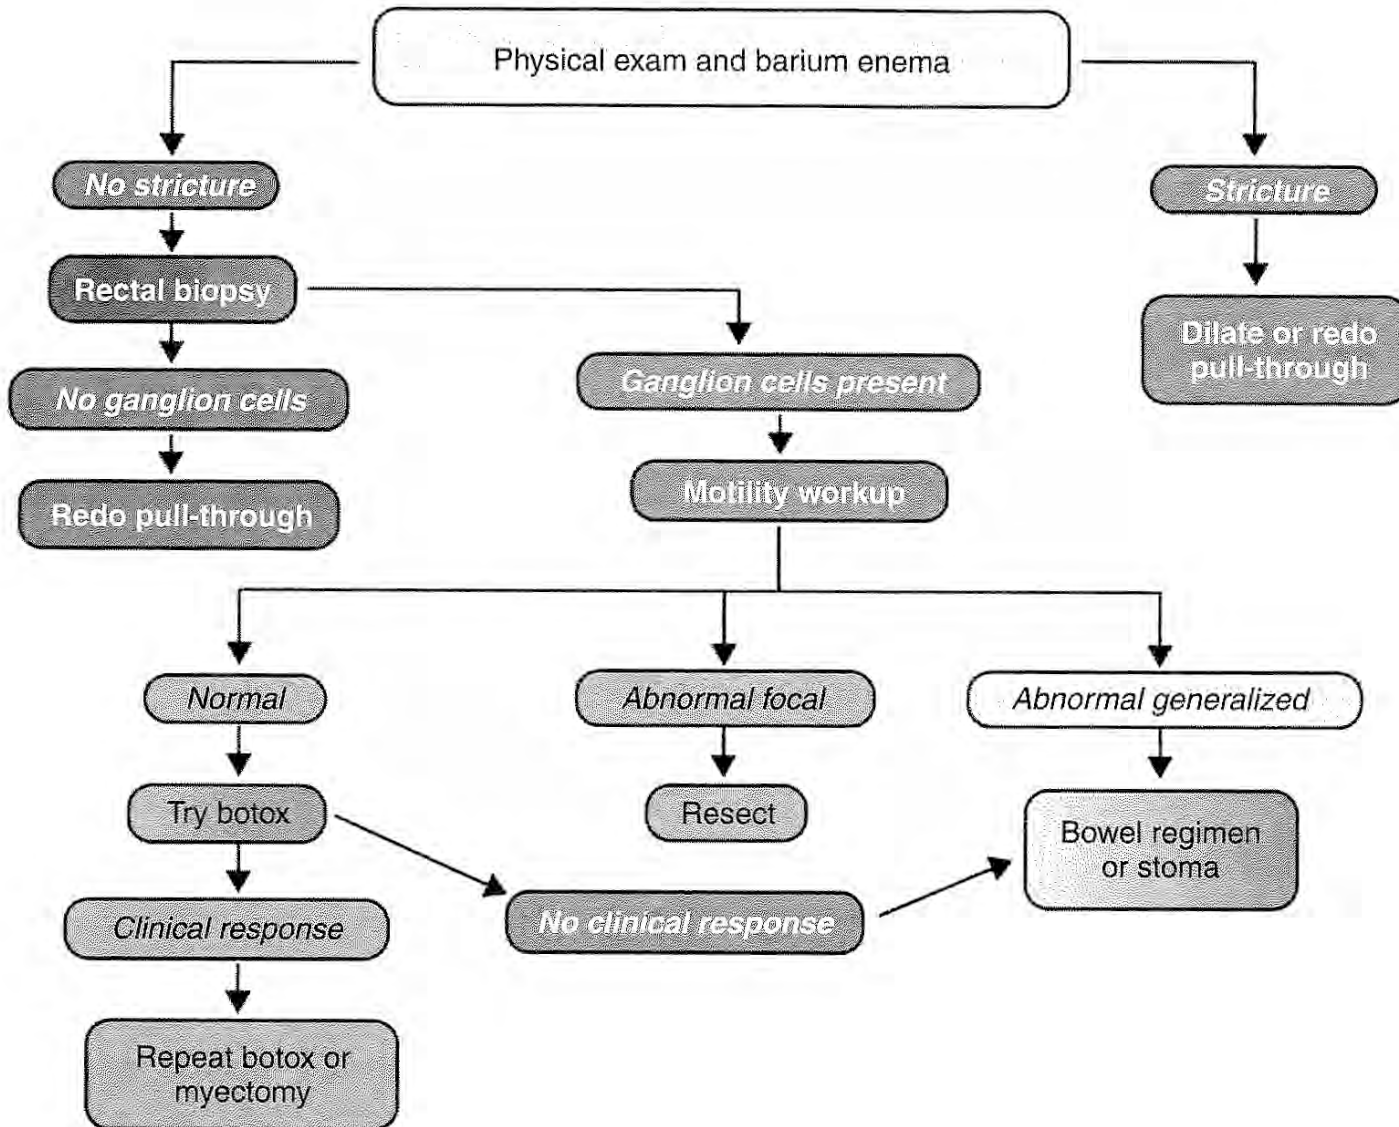 Physical exam and barium enema
No stricture
Stricture
Rectal biopsy
Dilate or redo
pull-through
No ganglion cells
Ganglion cells present
Motility workup
Redo pull-through
Normal
Abnormal focal
Abnormal generalized
Try botox
Resect
Bowel regimen
or stoma
Clinical response
No clinical response
Repeat botox or
myectomy